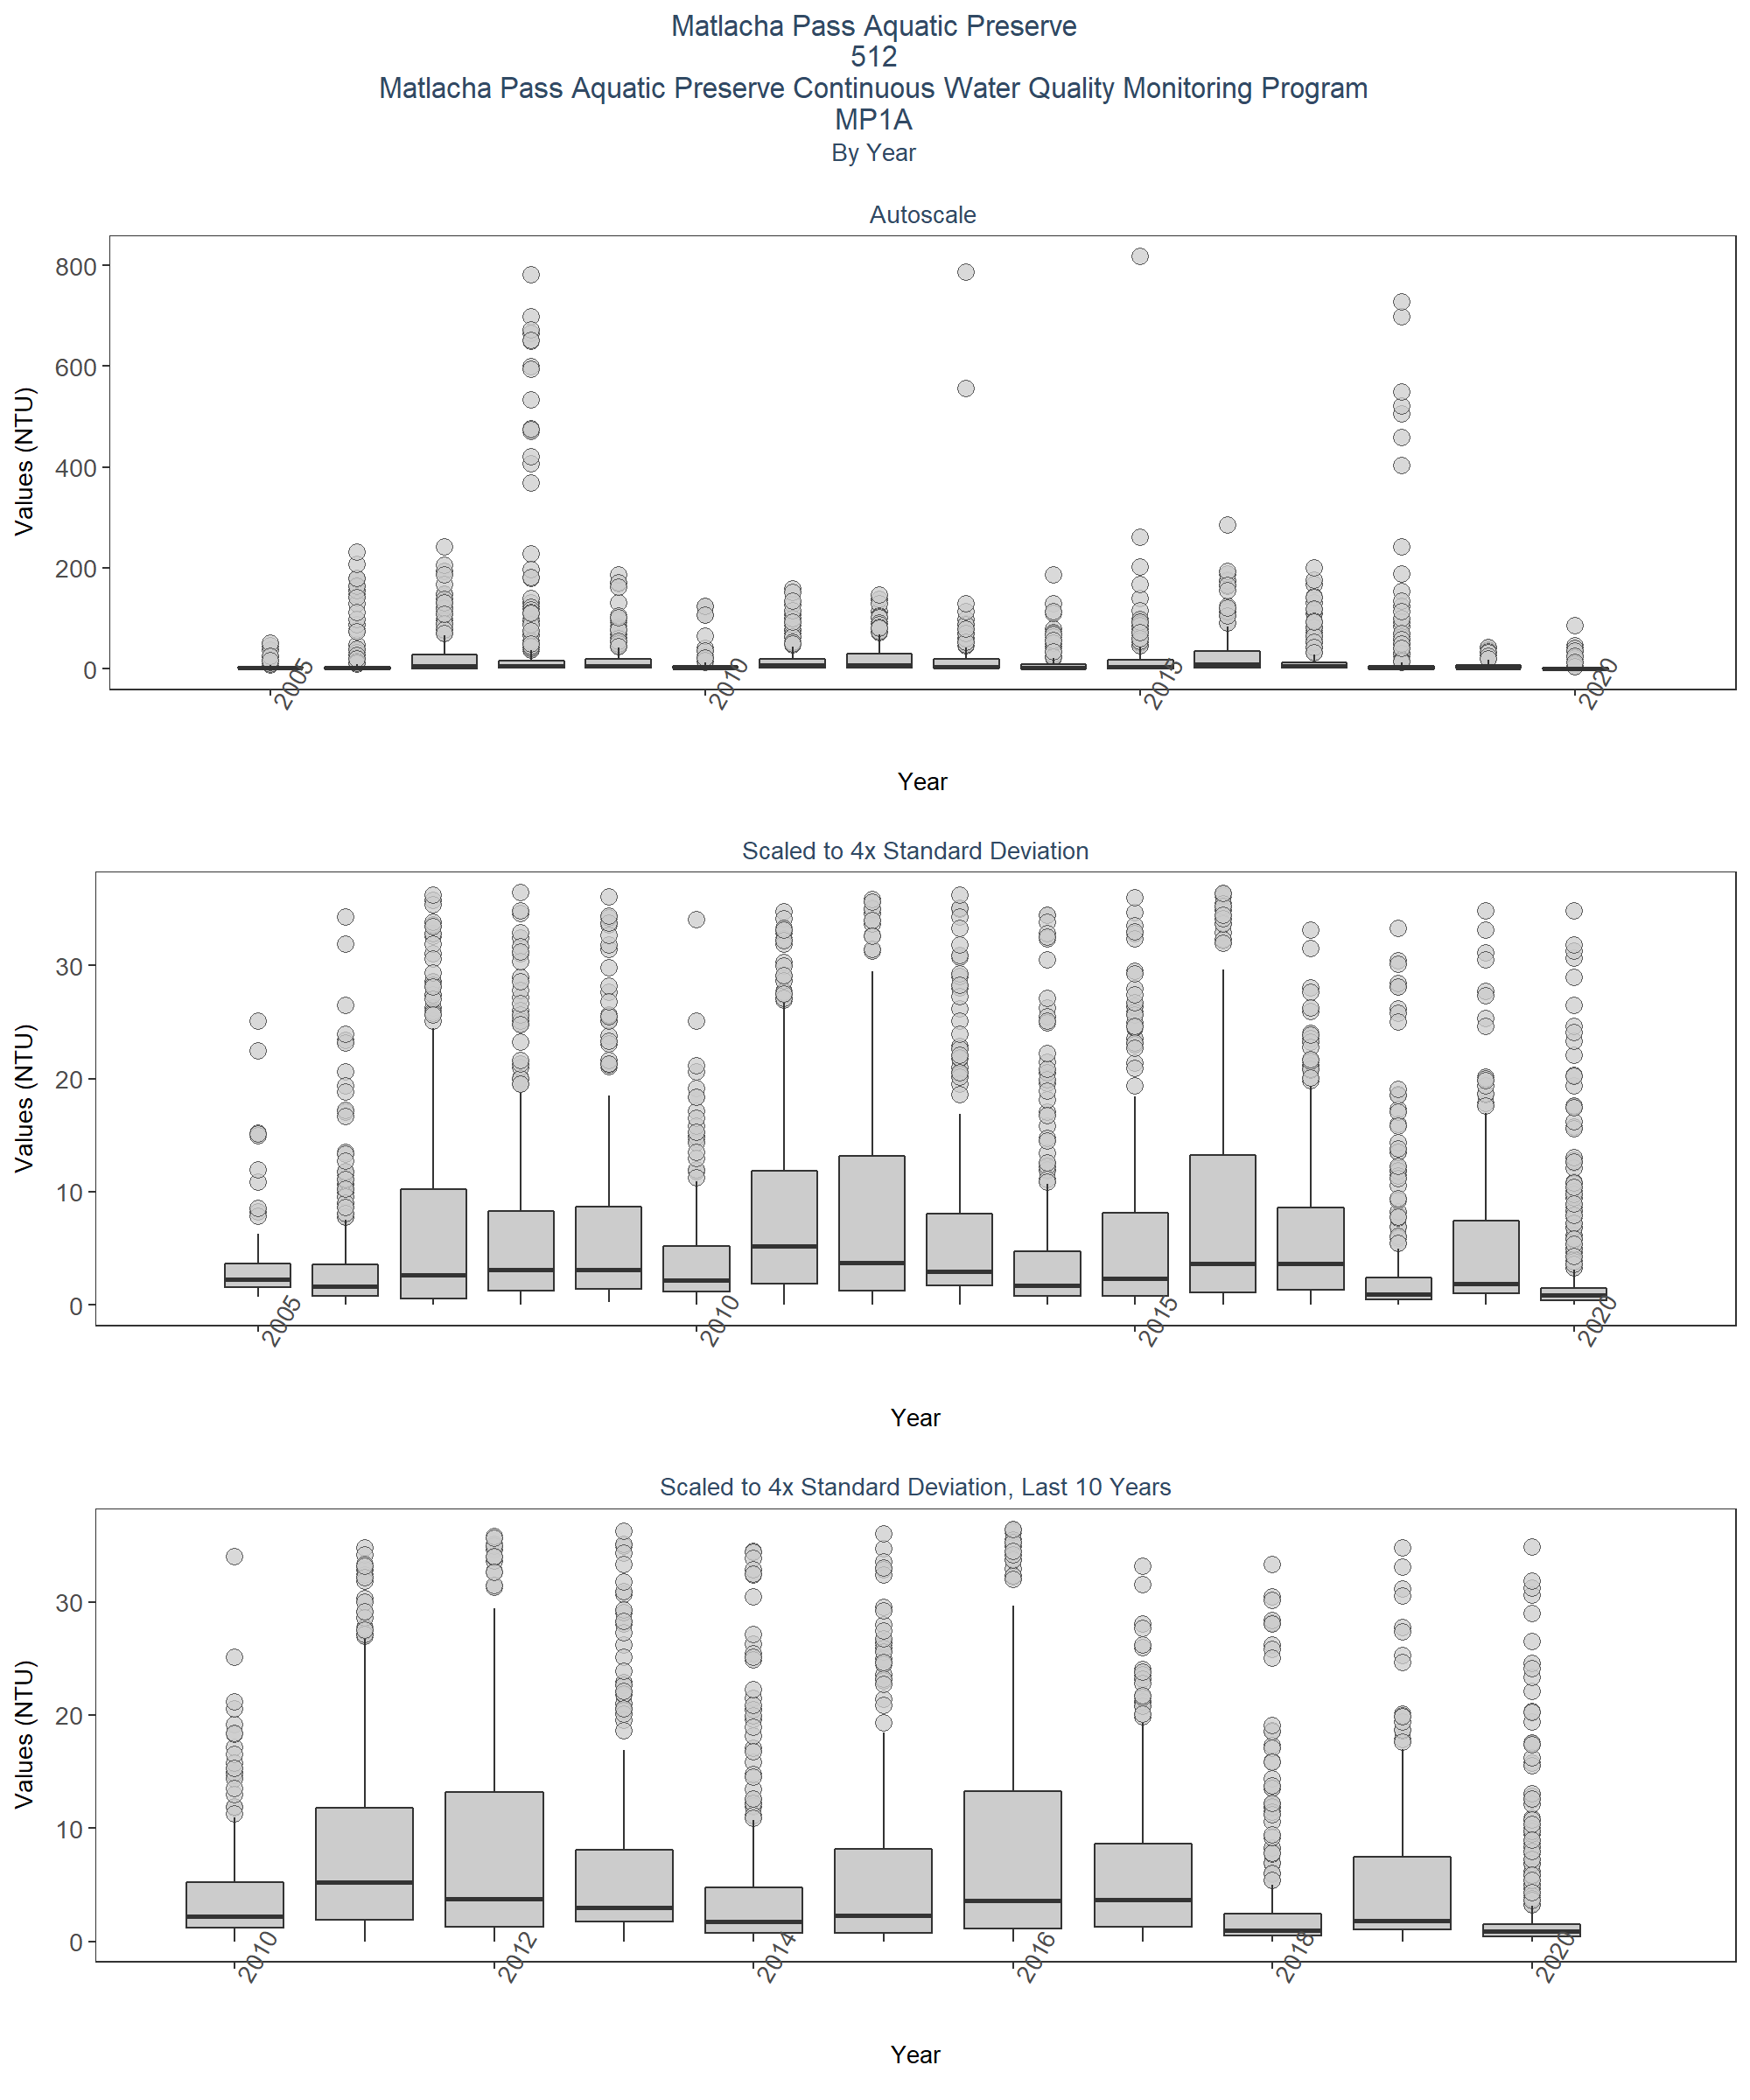 Matlacha Pass Aquatic Preserve
512
Matlacha Pass Aquatic Preserve Continuous Water Quality Monitoring Program
MP1A
By Year
Autoscale
Values (NTU)
800
600
400
200
0
2005
2010
2015
2020
Year
Scaled to 4x Standard Deviation
Values (NTU)
30
20
10
0
2005
2010
2015
2020
Year
Scaled to 4x Standard Deviation, Last 10 Years
Values (NTU)
30
20
10
0
2010
2012
2014
2016
2018
2020
Year